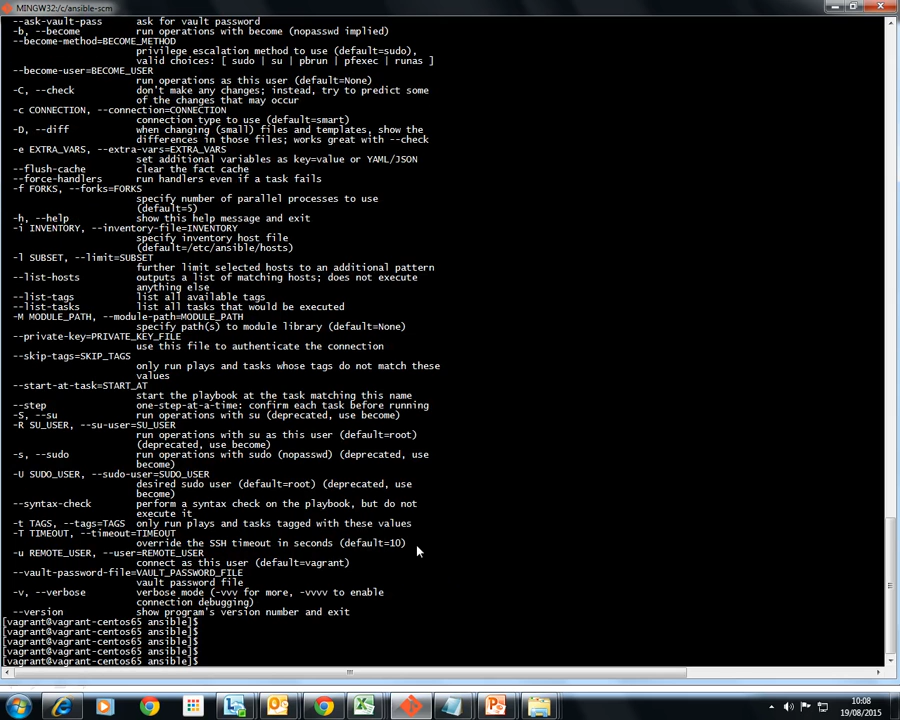 MINGW32:/c/ansible-scm
--ask-vault-pass ask for vault password
-b, --become run operations with become (nopasswd implied)
--become-method=BECOME_METHOD
privilege escalation method to use (default=sudo),
valid choices: [ sudo | su | pbrun | pfexec | runas ]
--become-user=BECOME_USER
run operations as this user (default=None)
-C, --check don't make any changes; instead, try to predict some
of the changes that may occur
-c CONNECTION, --connection=CONNECTION
connection type to use (default=smart)
-D, --diff when changing (small) files and templates, show the
differences in those files; works great with --check
-e EXTRA_VARS, --extra-vars=EXTRA_VARS
set additional variables as key=value or YAML/JSON
--flush-cache clear the fact cache
--force-handlers run handlers even if a task fails
-f FORKS, --forks=FORKS
specify number of parallel processes to use
(default=5)
-h, --help show this help message and exit
-i INVENTORY, --inventory-file=INVENTORY
specify inventory host file
(default=/etc/ansible/hosts)
-l SUBSET, --limit=SUBSET
further limit selected hosts to an additional pattern
--list-hosts outputs a list of matching hosts; does not execute
anything else
--list-tags list all available tags
--list-tasks list all tasks that would be executed
-M MODULE_PATH, --module-path=MODULE_PATH
specify path(s) to module library (default=None)
--private-key=PRIVATE_KEY_FILE
use this file to authenticate the connection
--skip-tags=SKIP_TAGS
only run plays and tasks whose tags do not match these
values
--start-at-task=START_AT
start the playbook at the task matching this name
--step one-step-at-a-time: confirm each task before running
-S, --su run operations with su (deprecated, use become)
-R SU_USER, --su-user=SU_USER
run operations with su as this user (default=root)
(deprecated, use become)
-s, --sudo run operations with sudo (nopasswd) (deprecated, use
become)
-U SUDO_USER, --sudo-user=SUDO_USER
desired sudo user (default=root) (deprecated, use
become)
--syntax-check perform a syntax check on the playbook, but do not
execute it
-t TAGS, --tags=TAGS only run plays and tasks tagged with these values
-T TIMEOUT, --timeout=TIMEOUT
override the SSH timeout in seconds (default=10)
-u REMOTE_USER, --user=REMOTE_USER
connect as this user (default=vagrant)
--vault-password-file=VAULT_PASSWORD_FILE
vault password file
-v, --verbose verbose mode (-vvv for more, -vvvv to enable
connection debugging)
--version show program's version number and exit
[vagrant@vagrant-centos65 ansible]$
[vagrant@vagrant-centos65 ansible]$
[vagrant@vagrant-centos65 ansible]$
[vagrant@vagrant-centos65 ansible]$
[vagrant@vagrant-centos65 ansible]$
10:08
19/08/2015